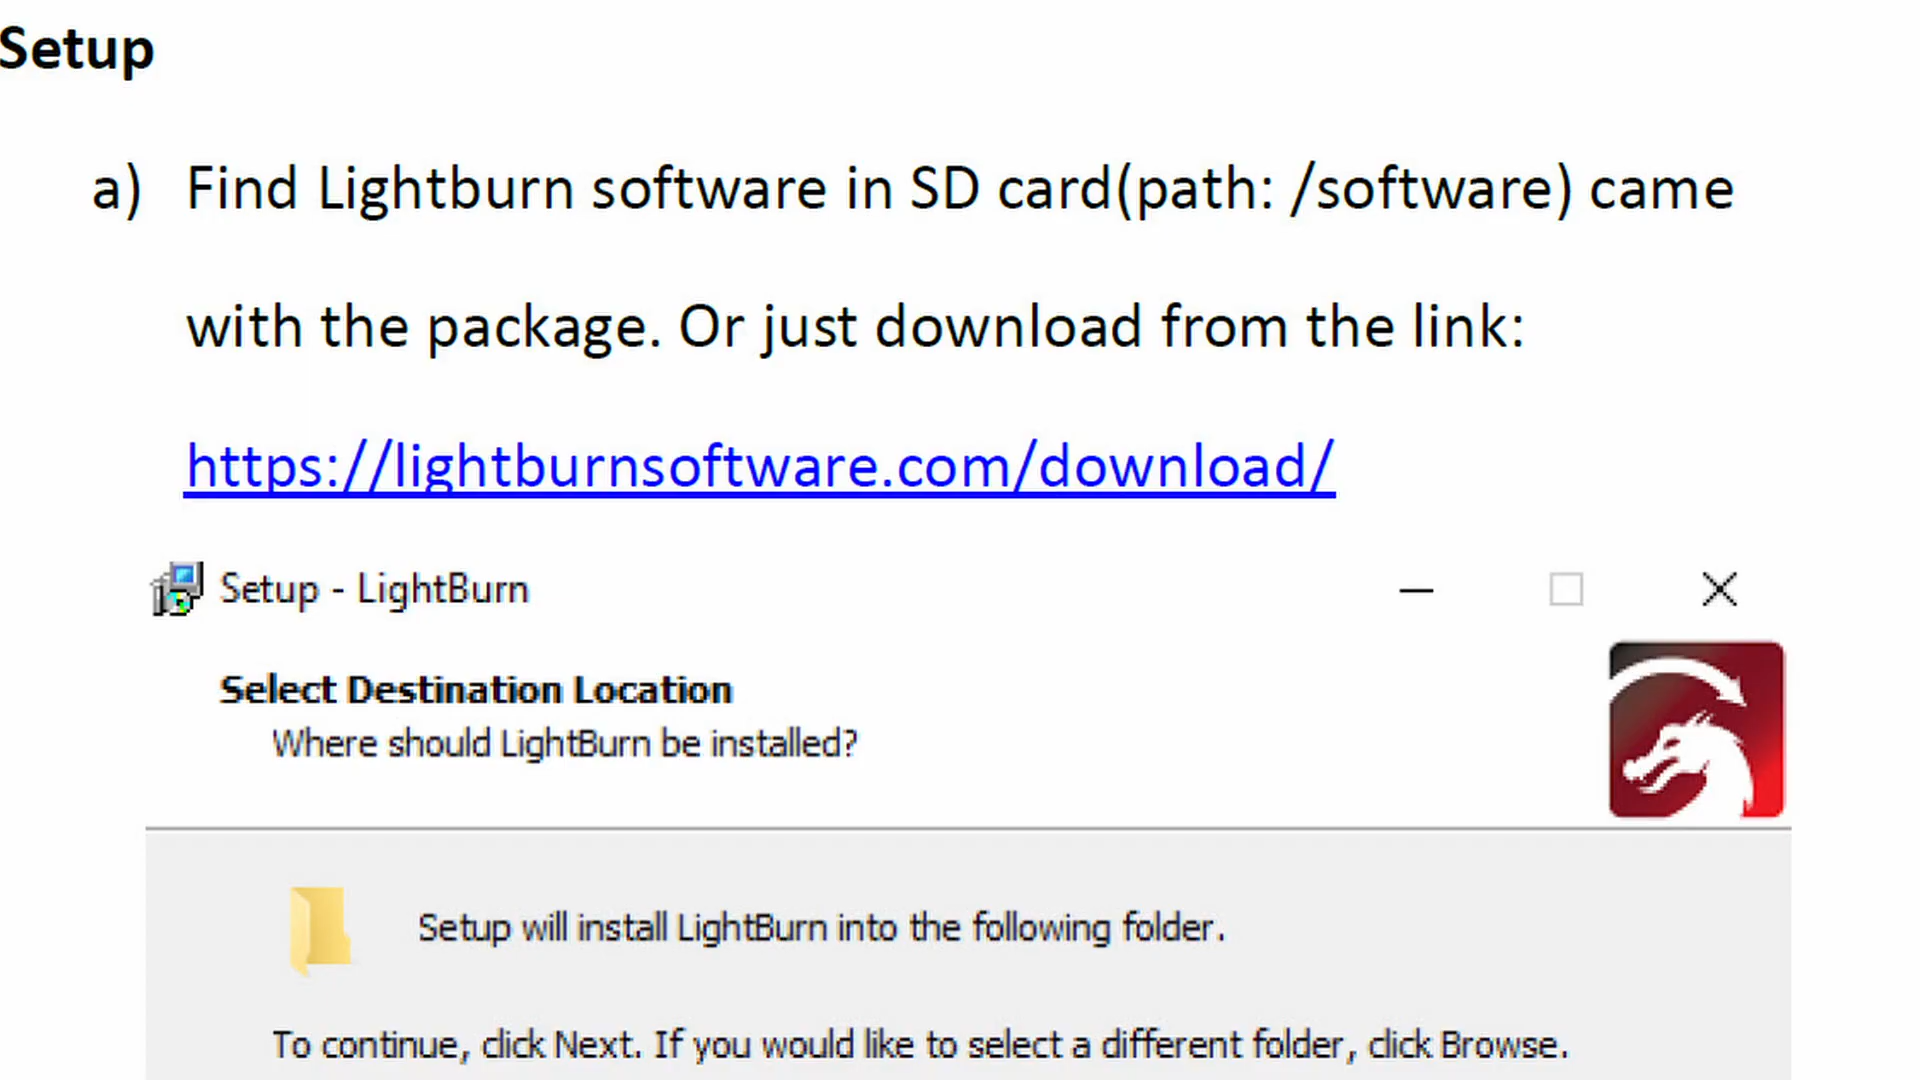 Setup
a) Find Lightburn software in SD card(path: /software) came
with the package. Or just download from the link:
https://lightburnsoftware.com/download/
Setup - LightBurn
Select Destination Location
Where should LightBurn be installed?
Setup will install LightBurn into the following folder.
To continue, click Next. If you would like to select a different folder, click Browse.